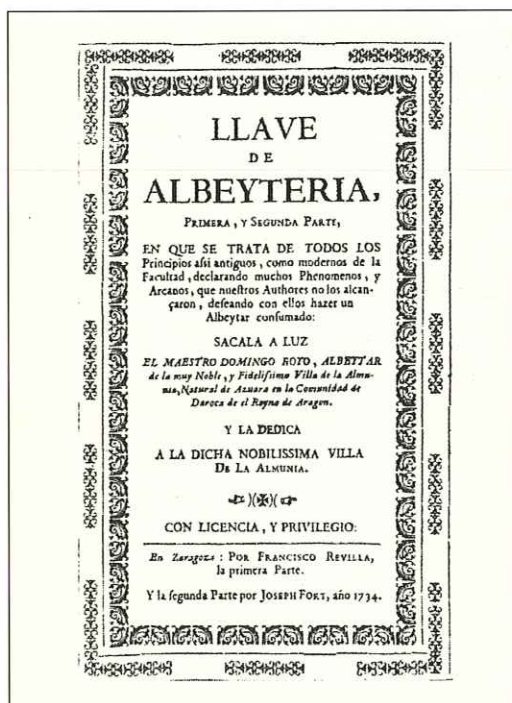 LLAVE
DE
ALBEYTERIA,
PRIMERA, Y SEGUNDA PARTE,
EN QUE SE TRATA DE TODOS LOS
Principios assi antiguos, como modernos de la
Facultad, declarando muchos Phenomenos, y
Arcanos, que nuestros Authores no los alcan-
çaron, deseando con ellos hazer un
Albeytar consumado:
SACALA A LUZ
EL MAESTRO DOMINGO ROYO, ALBEYTAR
de la muy Noble, y Fidelissima Villa de la Almu-
nia, Natural de Azuara en la Comunidad de
Daroca de el Reyno de Aragon.
Y LA DEDICA
A LA DICHA NOBILISSIMA VILLA
DE LA ALMUNIA.
CON LICENCIA, Y PRIVILEGIO:
En Zaragoza: POR FRANCISCO REVILLA,
la primera Parte.
Y la segunda Parte por JOSEPH FORT, año 1734.